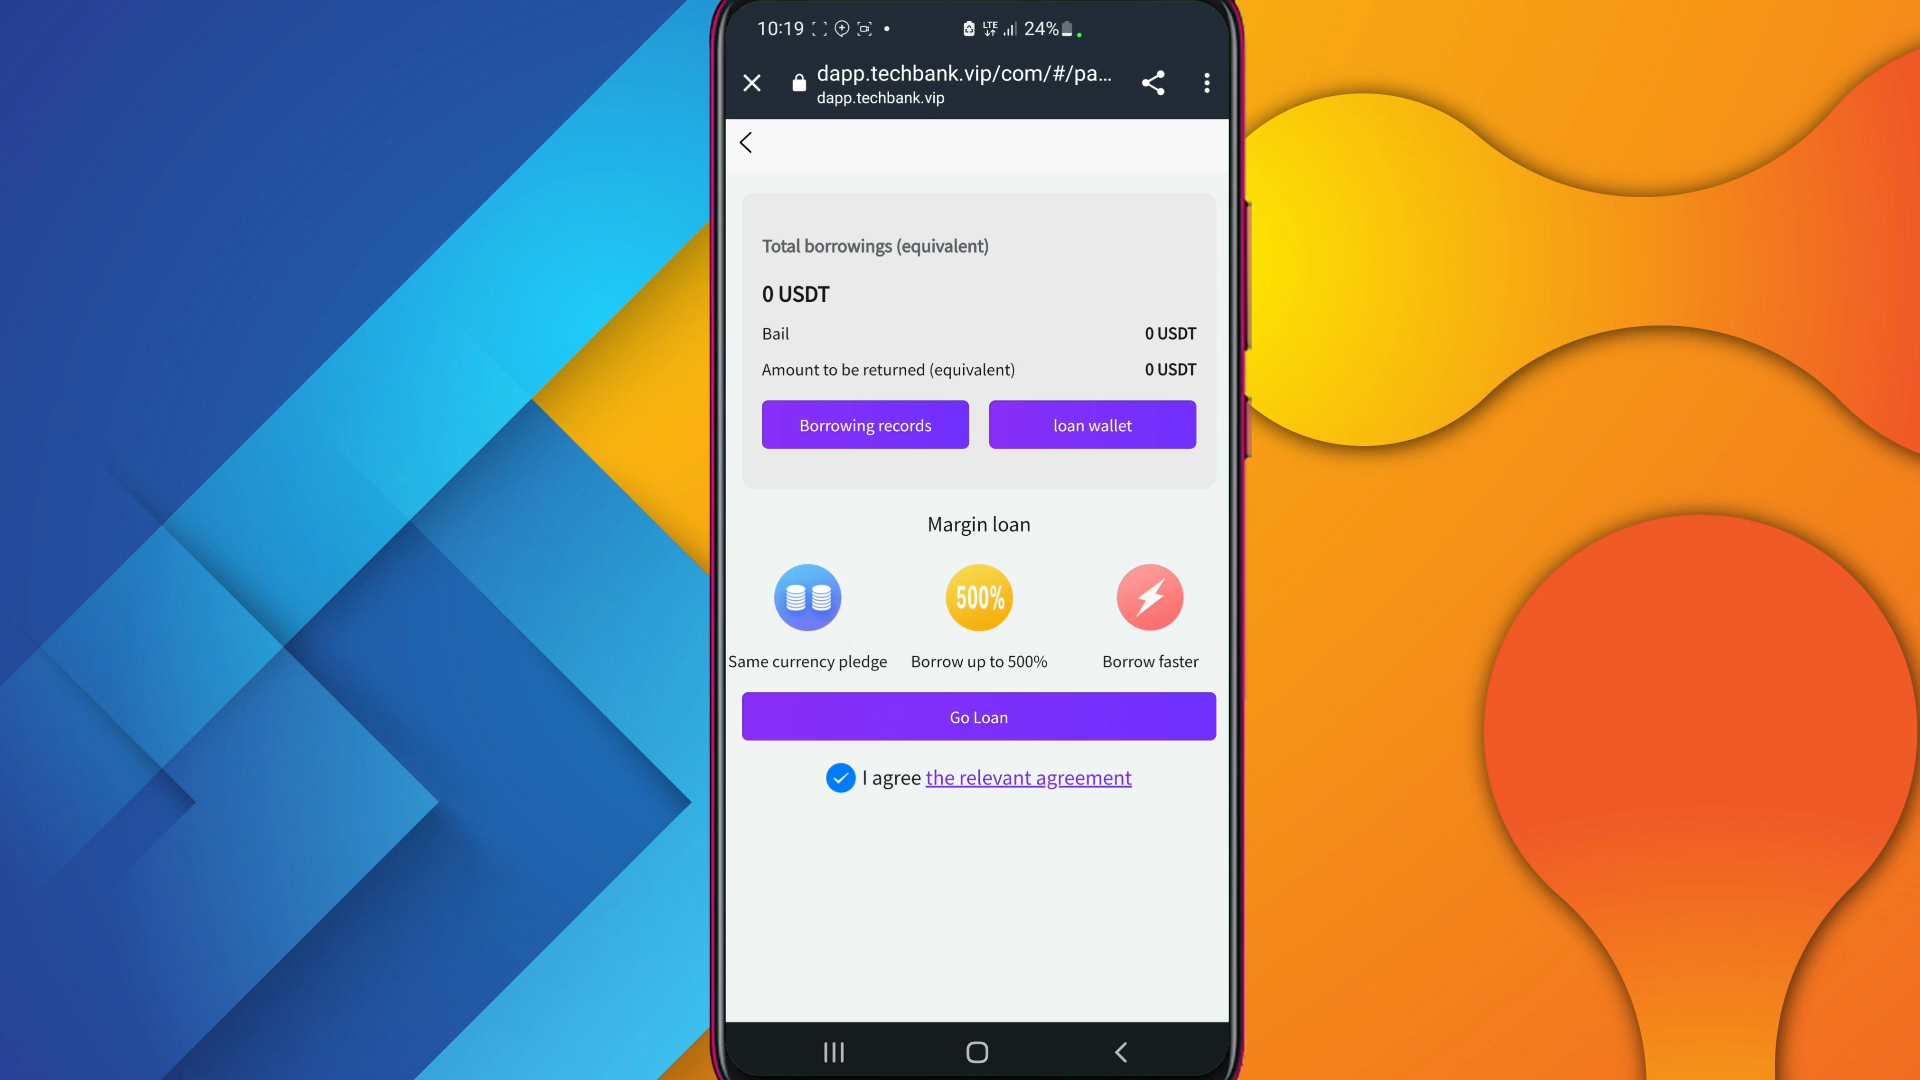 10:19
LTE
24%
dapp.techbank.vip/com/#/pa...
dapp.techbank.vip
Total borrowings (equivalent)
0 USDT
Bail 0 USDT
Amount to be returned (equivalent) 0 USDT
Borrowing records loan wallet
Margin loan
500%
Same currency pledge Borrow up to 500% Borrow faster
Go Loan
I agree the relevant agreement